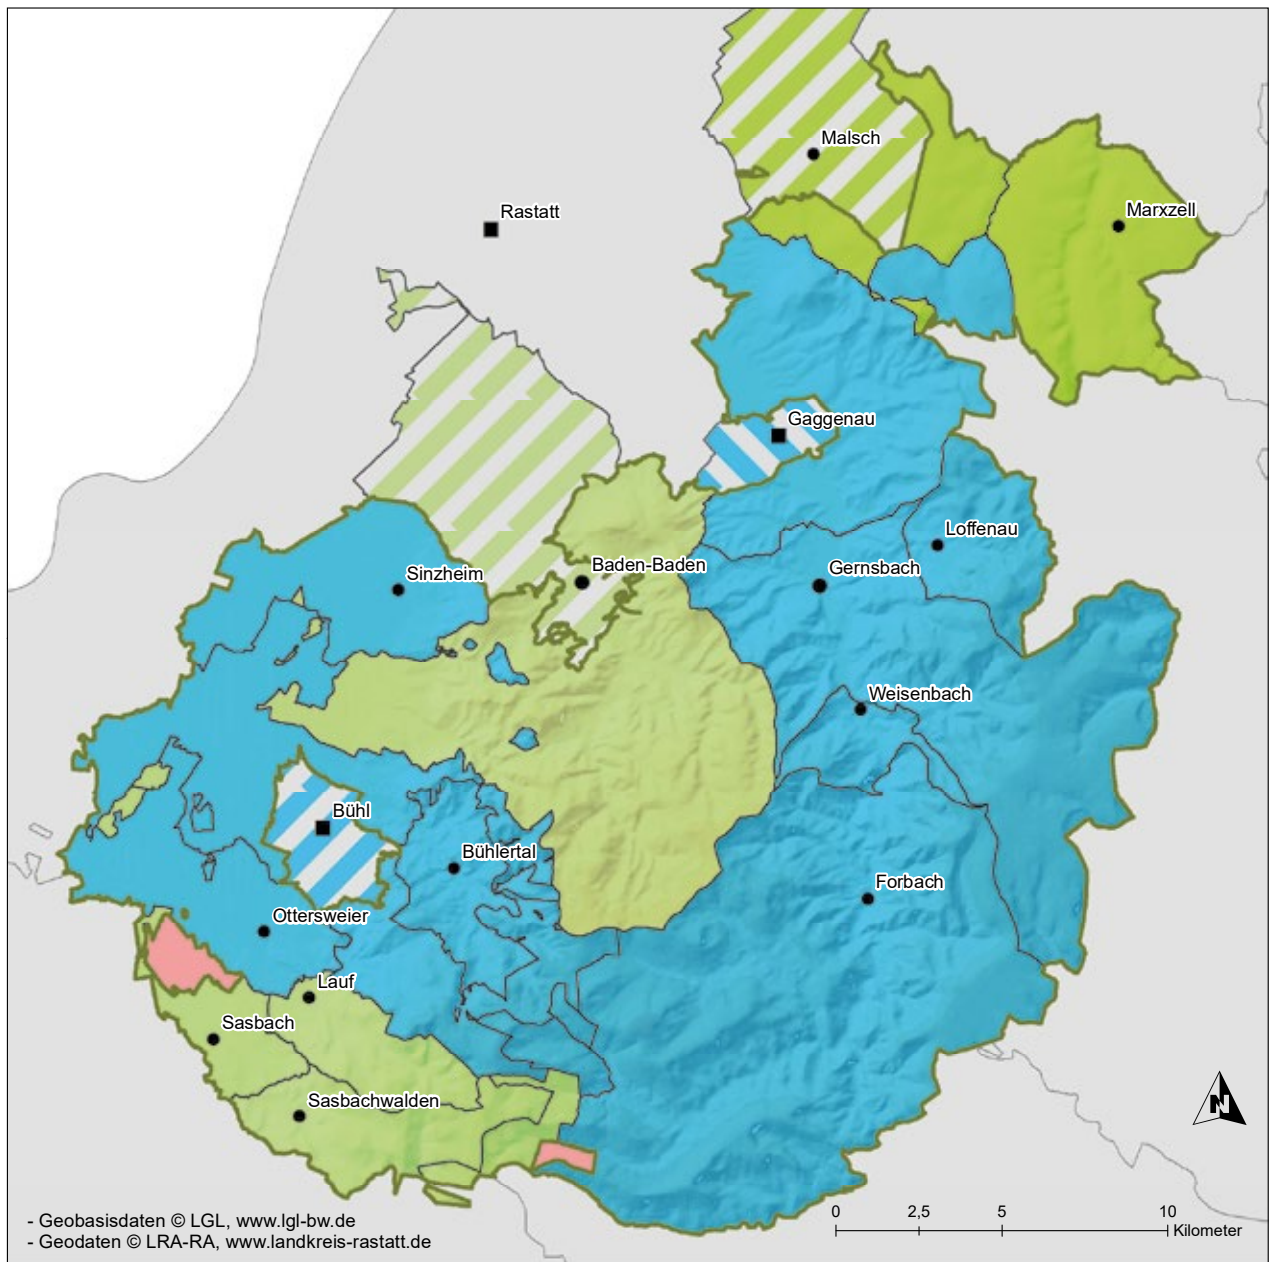 Malsch
Marxzell
Rastatt
Gaggenau
Loffenau
Baden-Baden
Gernsbach
Sinzheim
Weisenbach
Bühl
Bühlertal
Forbach
Ottersweier
Lauf
Sasbach
Sasbachwalden
N
- Geobasisdaten © LGL, www.lgl-bw.de
- Geodaten © LRA-RA, www.landkreis-rastatt.de
0 2,5 5 10
Kilometer